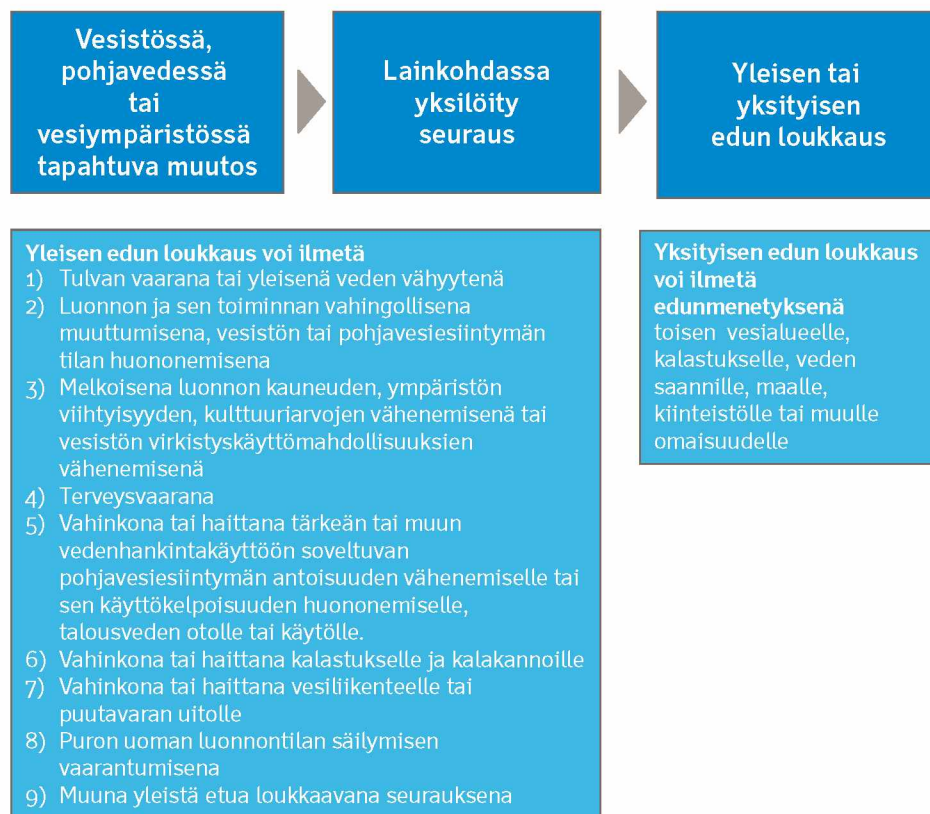 Vesistössä,
pohjavedessä
tai
vesiympäristössä
tapahtuva muutos
Lainkohdassa
yksilöity
seuraus
Yleisen tai
yksityisen
edun loukkaus
Yleisen edun loukkaus voi ilmetä
1) Tulvan vaarana tai yleisenä veden vähyytenä
2) Luonnon ja sen toiminnan vahingollisena
muuttumisena, vesistön tai pohjavesiesiintymän
tilan huononemisena
3) Melkoisena luonnon kauneuden, ympäristön
viihtyisyyden, kulttuuriarvojen vähenemisenä tai
vesistön virkistyskäyttömahdollisuuksien
vähenemisenä
4) Terveysvaarana
5) Vahinkona tai haittana tärkeän tai muun
vedenhankintakäyttöön soveltuvan
pohjavesiesiintymän antoisuuden vähenemiselle tai
sen käyttökelpoisuuden huononemiselle,
talousveden otolle tai käytölle.
6) Vahinkona tai haittana kalastukselle ja kalakannoille
7) Vahinkona tai haittana vesiliikenteelle tai
puutavaran uitolle
8) Puron uoman luonnontilan säilymisen
vaarantumisena
9) Muuna yleistä etua loukkaavana seurauksena
Yksityisen edun loukkaus
voi ilmetä
edunmenetyksenä
toisen vesialueelle,
kalastukselle, veden
saannille, maalle,
kiinteistölle tai muulle
omaisuudelle